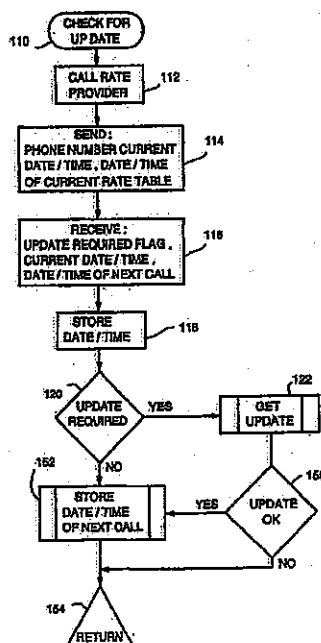 CHECK FOR
UP DATE
110
CALL RATE
PROVIDER
112
SEND:
PHONE NUMBER CURRENT
DATE / TIME, DATE / TIME
OF CURRENT RATE TABLE
114
RECEIVE:
UPDATE REQUIRED FLAG,
CURRENT DATE / TIME,
DATE / TIME OF NEXT CALL
116
STORE
DATE / TIME
118
120
UPDATE
REQUIRED
YES
122
GET
UPDATE
NO
152
STORE
DATE / TIME
OF NEXT CALL
YES
UPDATE
OK
NO
154
RETURN